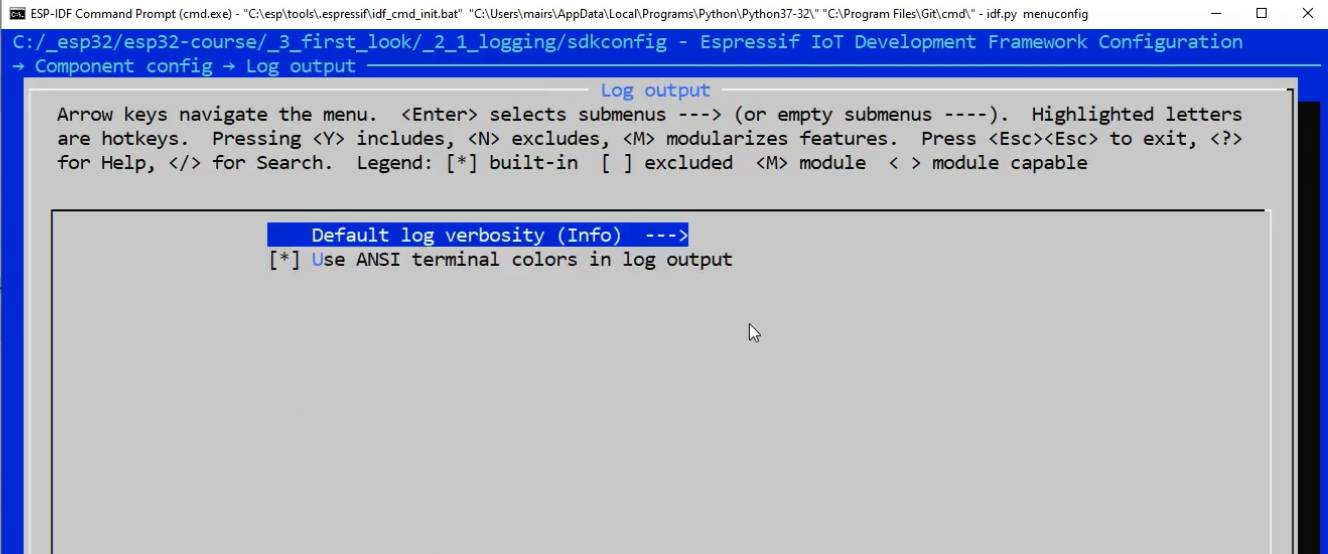 ESP-IDF Command Prompt (cmd.exe) - "C:\esp\tools\.espressif\idf_cmd_init.bat"  "C:\Users\mairs\AppData\Local\Programs\Python\Python37-32\" "C:\Program Files\Git\cmd\" - idf.py  menuconfig
C:/_esp32/esp32-course/_3_first_look/_2_1_logging/sdkconfig - Espressif IoT Development Framework Configuration
→ Component config → Log output
Log output
Arrow keys navigate the menu.  <Enter> selects submenus ---> (or empty submenus ----).  Highlighted letters
are hotkeys.  Pressing <Y> includes, <N> excludes, <M> modularizes features.  Press <Esc><Esc> to exit, <?>
for Help, </> for Search.  Legend: [*] built-in  [ ] excluded  <M> module  < > module capable
Default log verbosity (Info)  --->
[*] Use ANSI terminal colors in log output